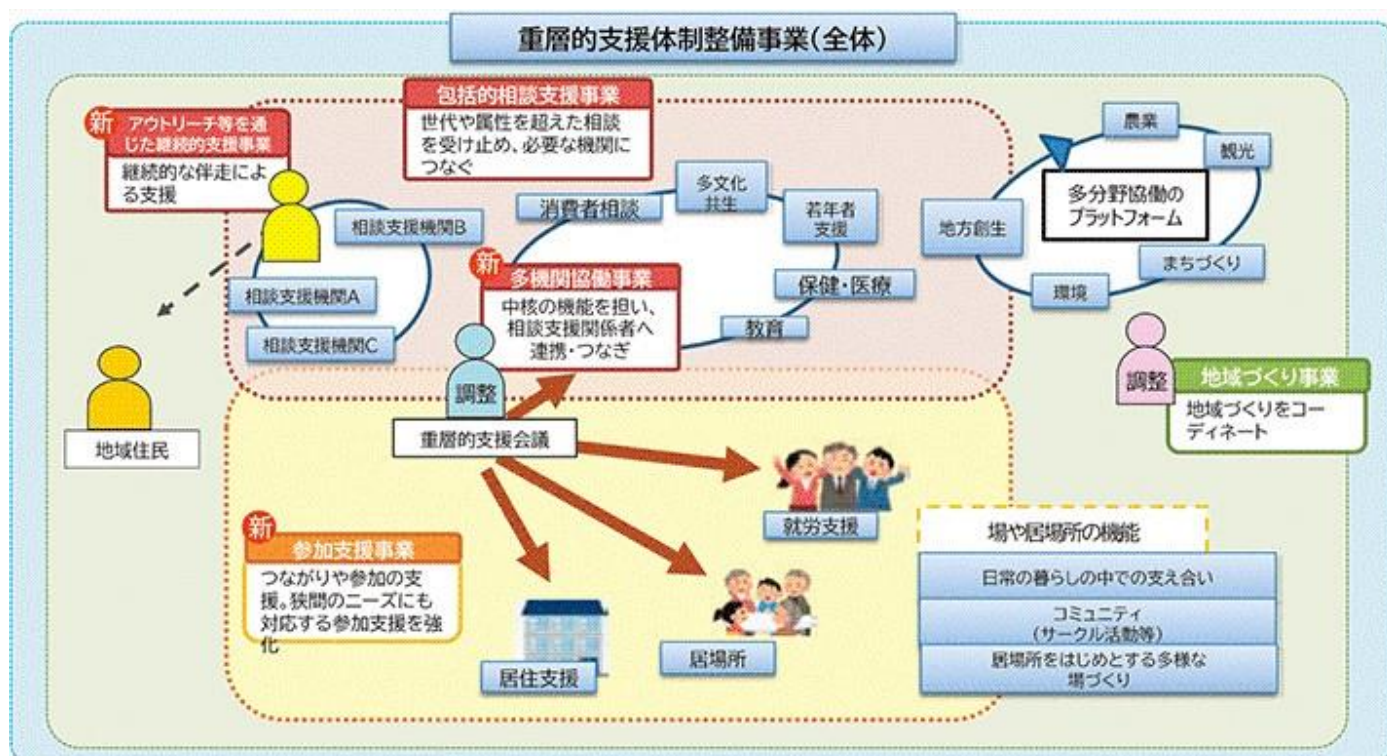 重層的支援体制整備事業(全体)
新
アウトリーチ等を通
じた継続的支援事業
継続的な伴走によ
る支援
包括的相談支援事業
世代や属性を超えた相談
を受け止め、必要な機関に
つなぐ
相談支援機関B
相談支援機関A
相談支援機関C
消費者相談
多文化
共生
若年者
支援
保健・医療
教育
新
多機関協働事業
中核の機能を担い、
相談支援関係者へ
連携・つなぎ
農業
観光
多分野協働の
プラットフォーム
地方創生
まちづくり
環境
調整
地域づくり事業
地域づくりをコー
ディネート
地域住民
調整
重層的支援会議
新
参加支援事業
つながりや参加の支
援。狭間のニーズにも
対応する参加支援を強
化
就労支援
居場所
居住支援
場や居場所の機能
日常の暮らしの中での支え合い
コミュニティ
(サークル活動等)
居場所をはじめとする多様な
場づくり